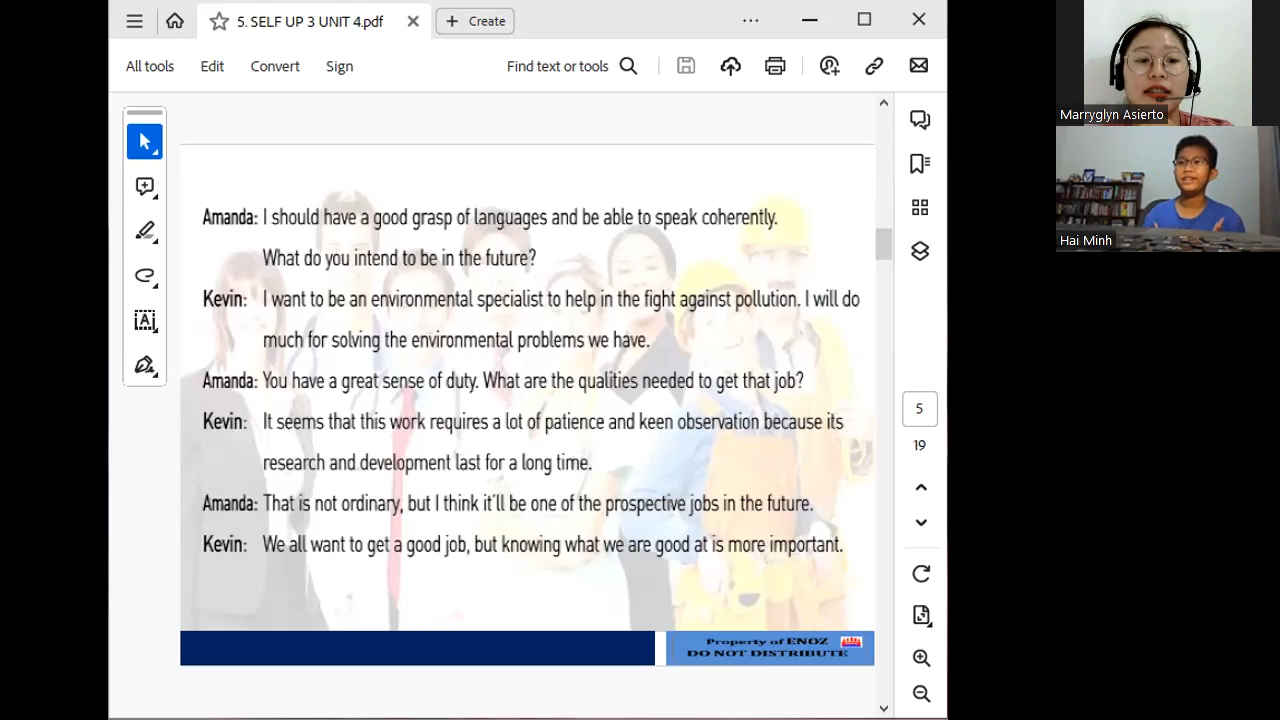 5. SELF UP 3 UNIT 4.pdf
Create
All tools
Edit
Convert
Sign
Find text or tools
Marryglyn Asierto
Hai Minh
Amanda: I should have a good grasp of languages and be able to speak coherently.
What do you intend to be in the future?
Kevin: I want to be an environmental specialist to help in the fight against pollution. I will do
much for solving the environmental problems we have.
Amanda: You have a great sense of duty. What are the qualities needed to get that job?
Kevin: It seems that this work requires a lot of patience and keen observation because its
research and development last for a long time.
Amanda: That is not ordinary, but I think it'll be one of the prospective jobs in the future.
Kevin: We all want to get a good job, but knowing what we are good at is more important.
5
19
Property of ENOZ
DO NOT DISTRIBUTE